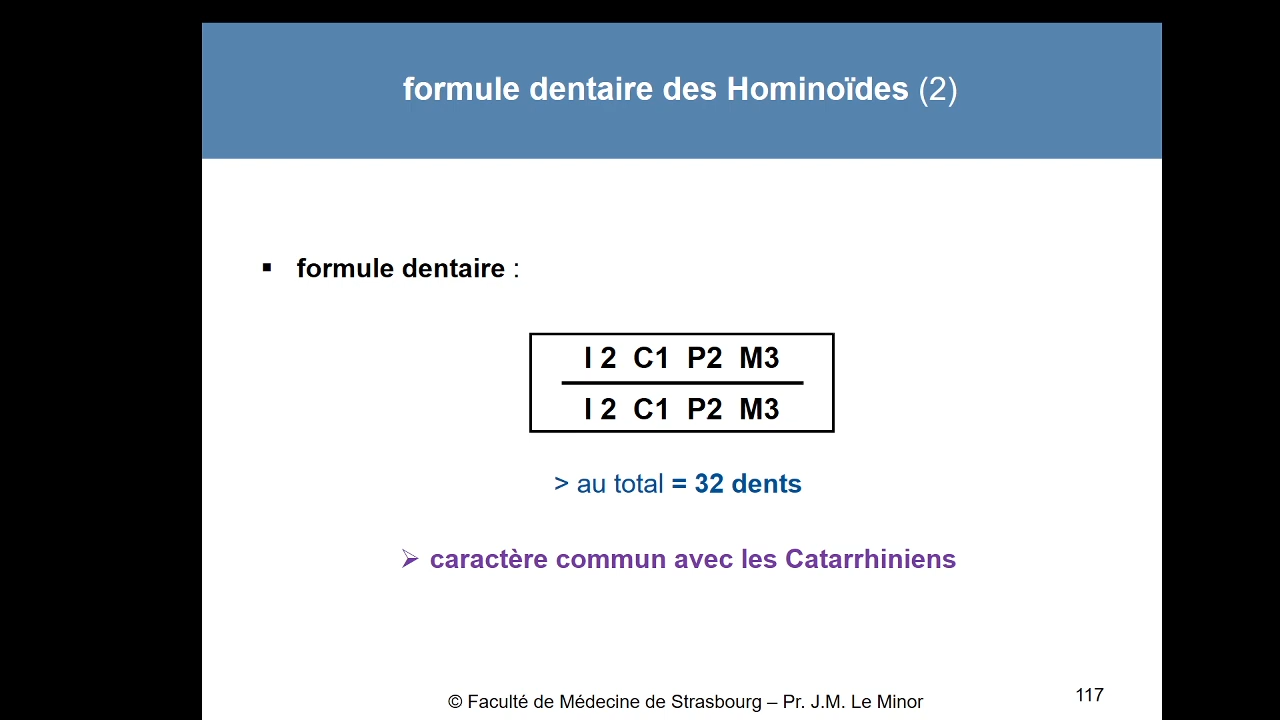 formule dentaire des Hominoïdes (2)
▪ formule dentaire :
I 2 C1 P2 M3
I 2 C1 P2 M3
> au total = 32 dents
➢ caractère commun avec les Catarrhiniens
© Faculté de Médecine de Strasbourg – Pr. J.M. Le Minor
117